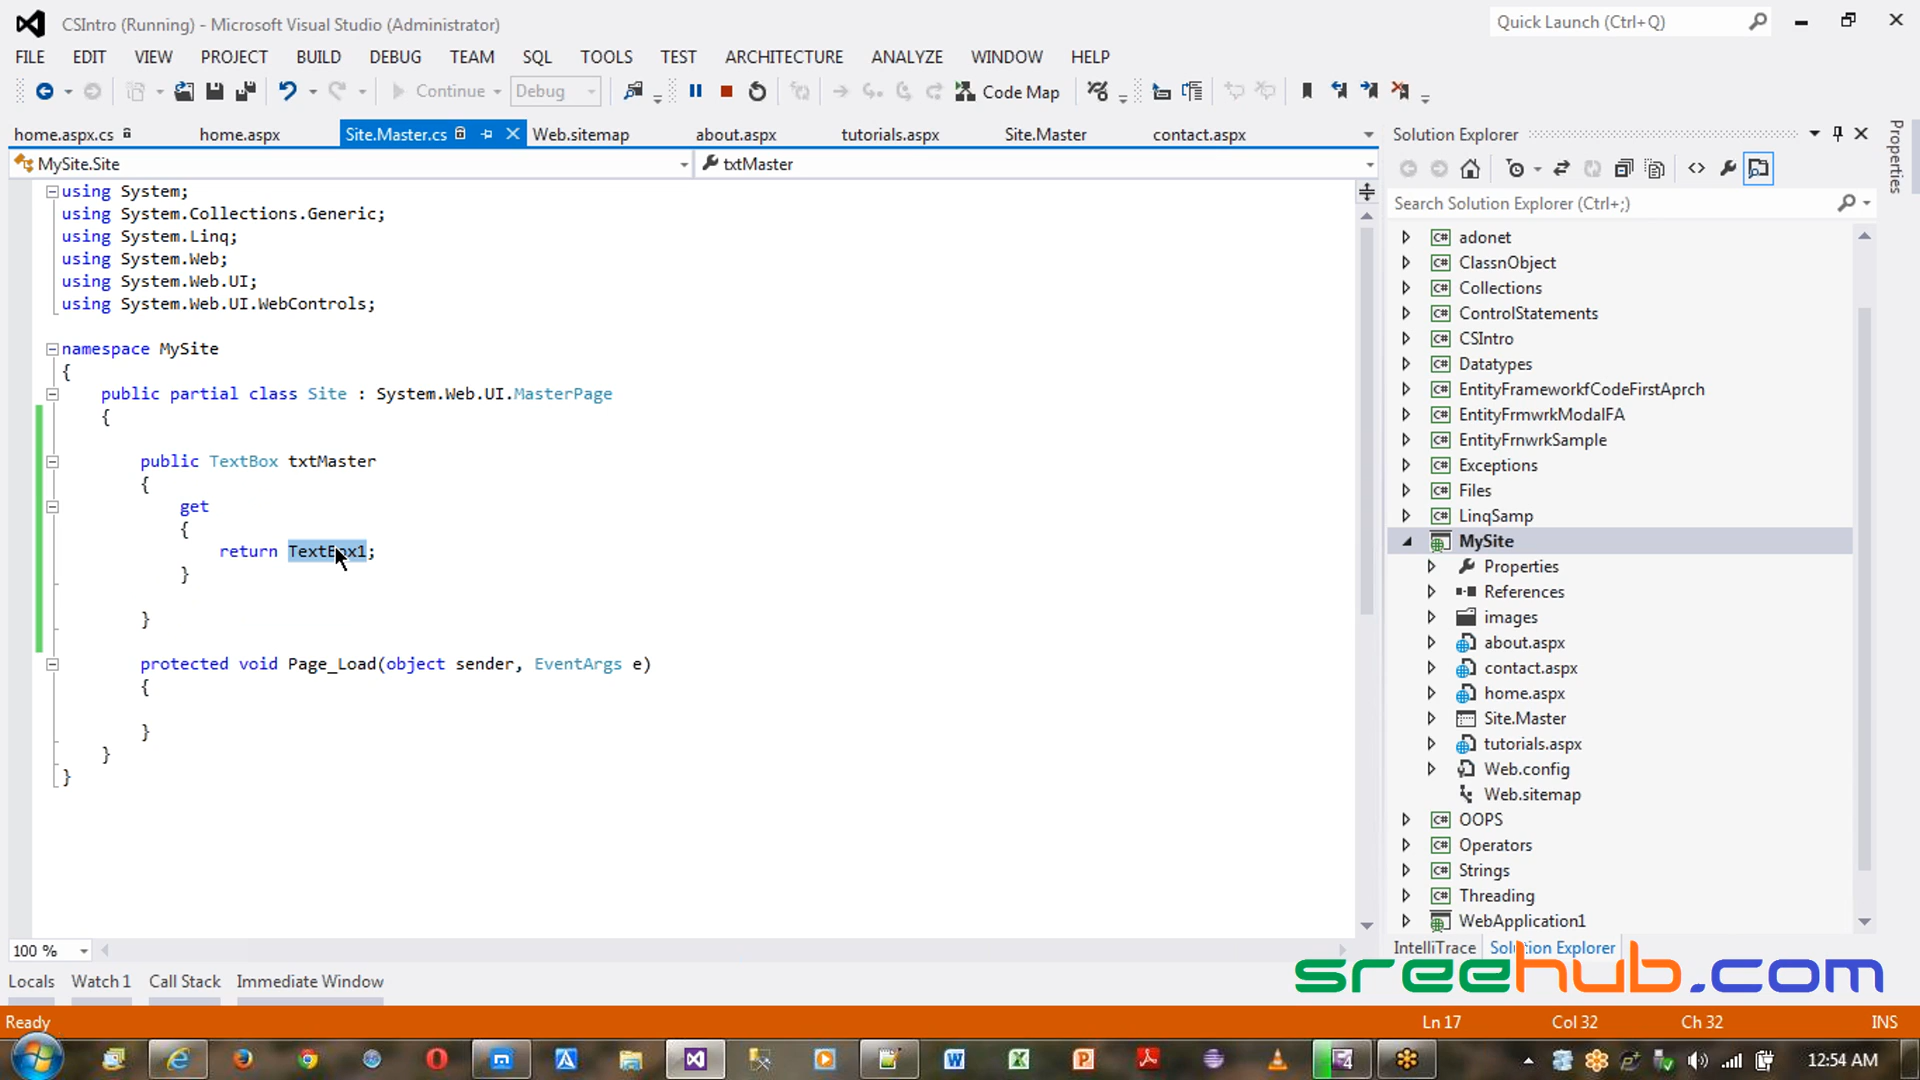 CSIntro (Running) - Microsoft Visual Studio (Administrator)
Quick Launch (Ctrl+Q)
FILE EDIT VIEW PROJECT BUILD DEBUG TEAM SQL TOOLS TEST ARCHITECTURE ANALYZE WINDOW HELP
Continue Debug Code Map
home.aspx.cs home.aspx Site.Master.cs Web.sitemap about.aspx tutorials.aspx Site.Master contact.aspx
MySite.Site txtMaster
using System;
using System.Collections.Generic;
using System.Linq;
using System.Web;
using System.Web.UI;
using System.Web.UI.WebControls;
namespace MySite
{
public partial class Site : System.Web.UI.MasterPage
{
public TextBox txtMaster
{
get
{
return TextBox1;
}
}
protected void Page_Load(object sender, EventArgs e)
{
}
}
}
100 %
Locals Watch 1 Call Stack Immediate Window
Solution Explorer
Search Solution Explorer (Ctrl+;)
C# adonet
C# ClassnObject
C# Collections
C# ControlStatements
C# CSIntro
C# Datatypes
C# EntityFrameworkfCodeFirstAprch
C# EntityFrmwrkModalFA
C# EntityFrnwrkSample
C# Exceptions
C# Files
C# LinqSamp
MySite
Properties
References
images
about.aspx
contact.aspx
home.aspx
Site.Master
tutorials.aspx
Web.config
Web.sitemap
C# OOPS
C# Operators
C# Strings
C# Threading
WebApplication1
IntelliTrace Solution Explorer
Properties
sreehub.com
Ready Ln 17 Col 32 Ch 32 INS
12:54 AM